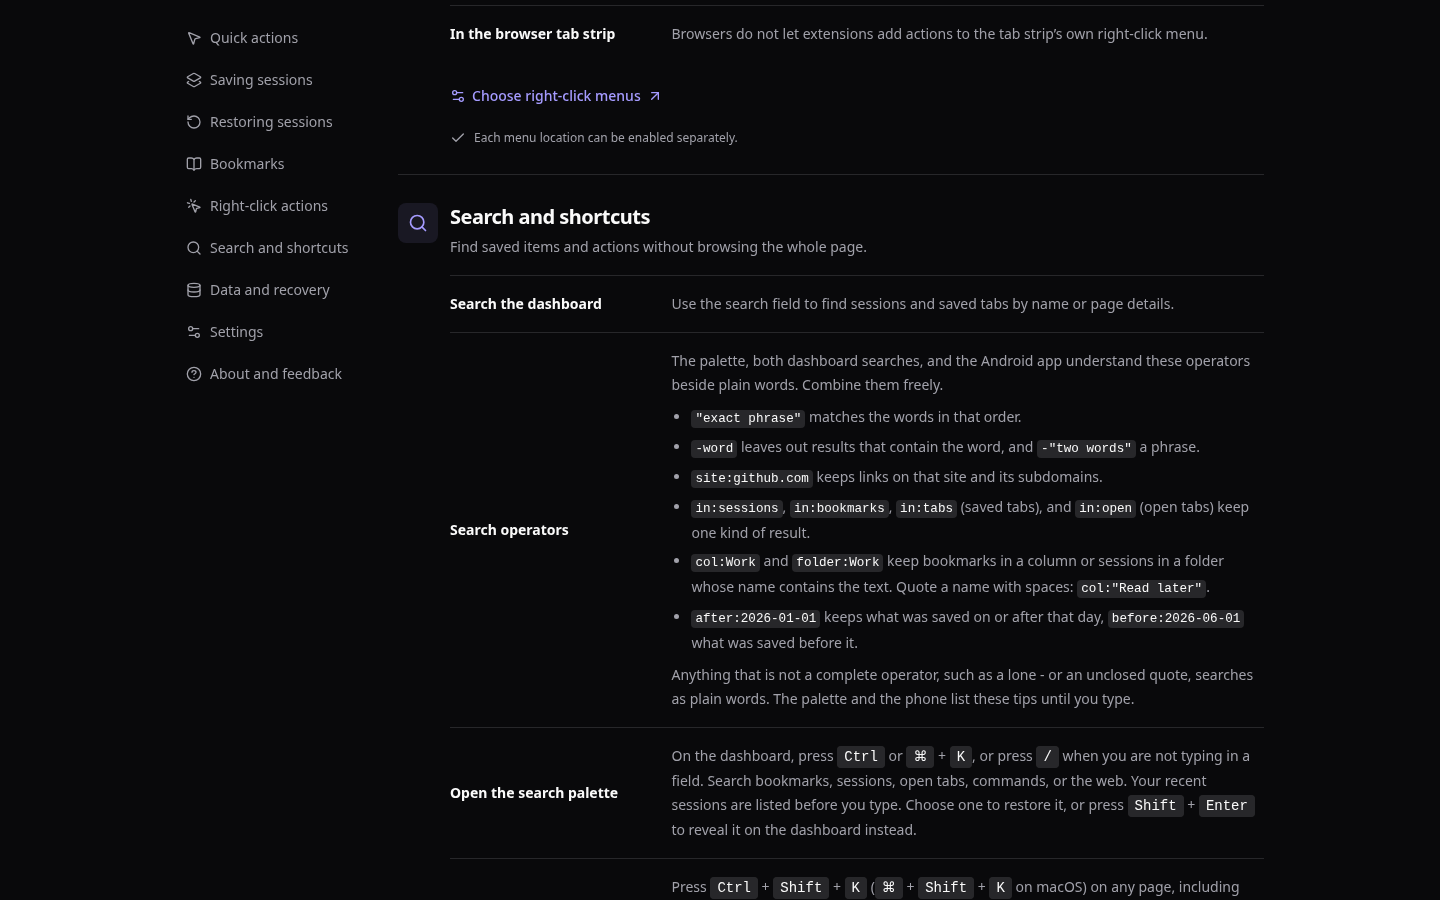 Quick actions
Saving sessions
Restoring sessions
Bookmarks
Right-click actions
Search and shortcuts
Data and recovery
Settings
About and feedback
In the browser tab strip
Browsers do not let extensions add actions to the tab strip’s own right-click menu.
Choose right-click menus
Each menu location can be enabled separately.
Search and shortcuts
Find saved items and actions without browsing the whole page.
Search the dashboard
Use the search field to find sessions and saved tabs by name or page details.
Search operators
The palette, both dashboard searches, and the Android app understand these operators
beside plain words. Combine them freely.
• "exact phrase" matches the words in that order.
• -word leaves out results that contain the word, and -"two words" a phrase.
• site:github.com keeps links on that site and its subdomains.
• in:sessions, in:bookmarks, in:tabs (saved tabs), and in:open (open tabs) keep
one kind of result.
• col:Work and folder:Work keep bookmarks in a column or sessions in a folder
whose name contains the text. Quote a name with spaces: col:"Read later".
• after:2026-01-01 keeps what was saved on or after that day, before:2026-06-01
what was saved before it.
Anything that is not a complete operator, such as a lone - or an unclosed quote, searches
as plain words. The palette and the phone list these tips until you type.
Open the search palette
On the dashboard, press Ctrl or ⌘ + K, or press / when you are not typing in a
field. Search bookmarks, sessions, open tabs, commands, or the web. Your recent
sessions are listed before you type. Choose one to restore it, or press Shift + Enter
to reveal it on the dashboard instead.
Press Ctrl + Shift + K (⌘ + Shift + K on macOS) on any page, including